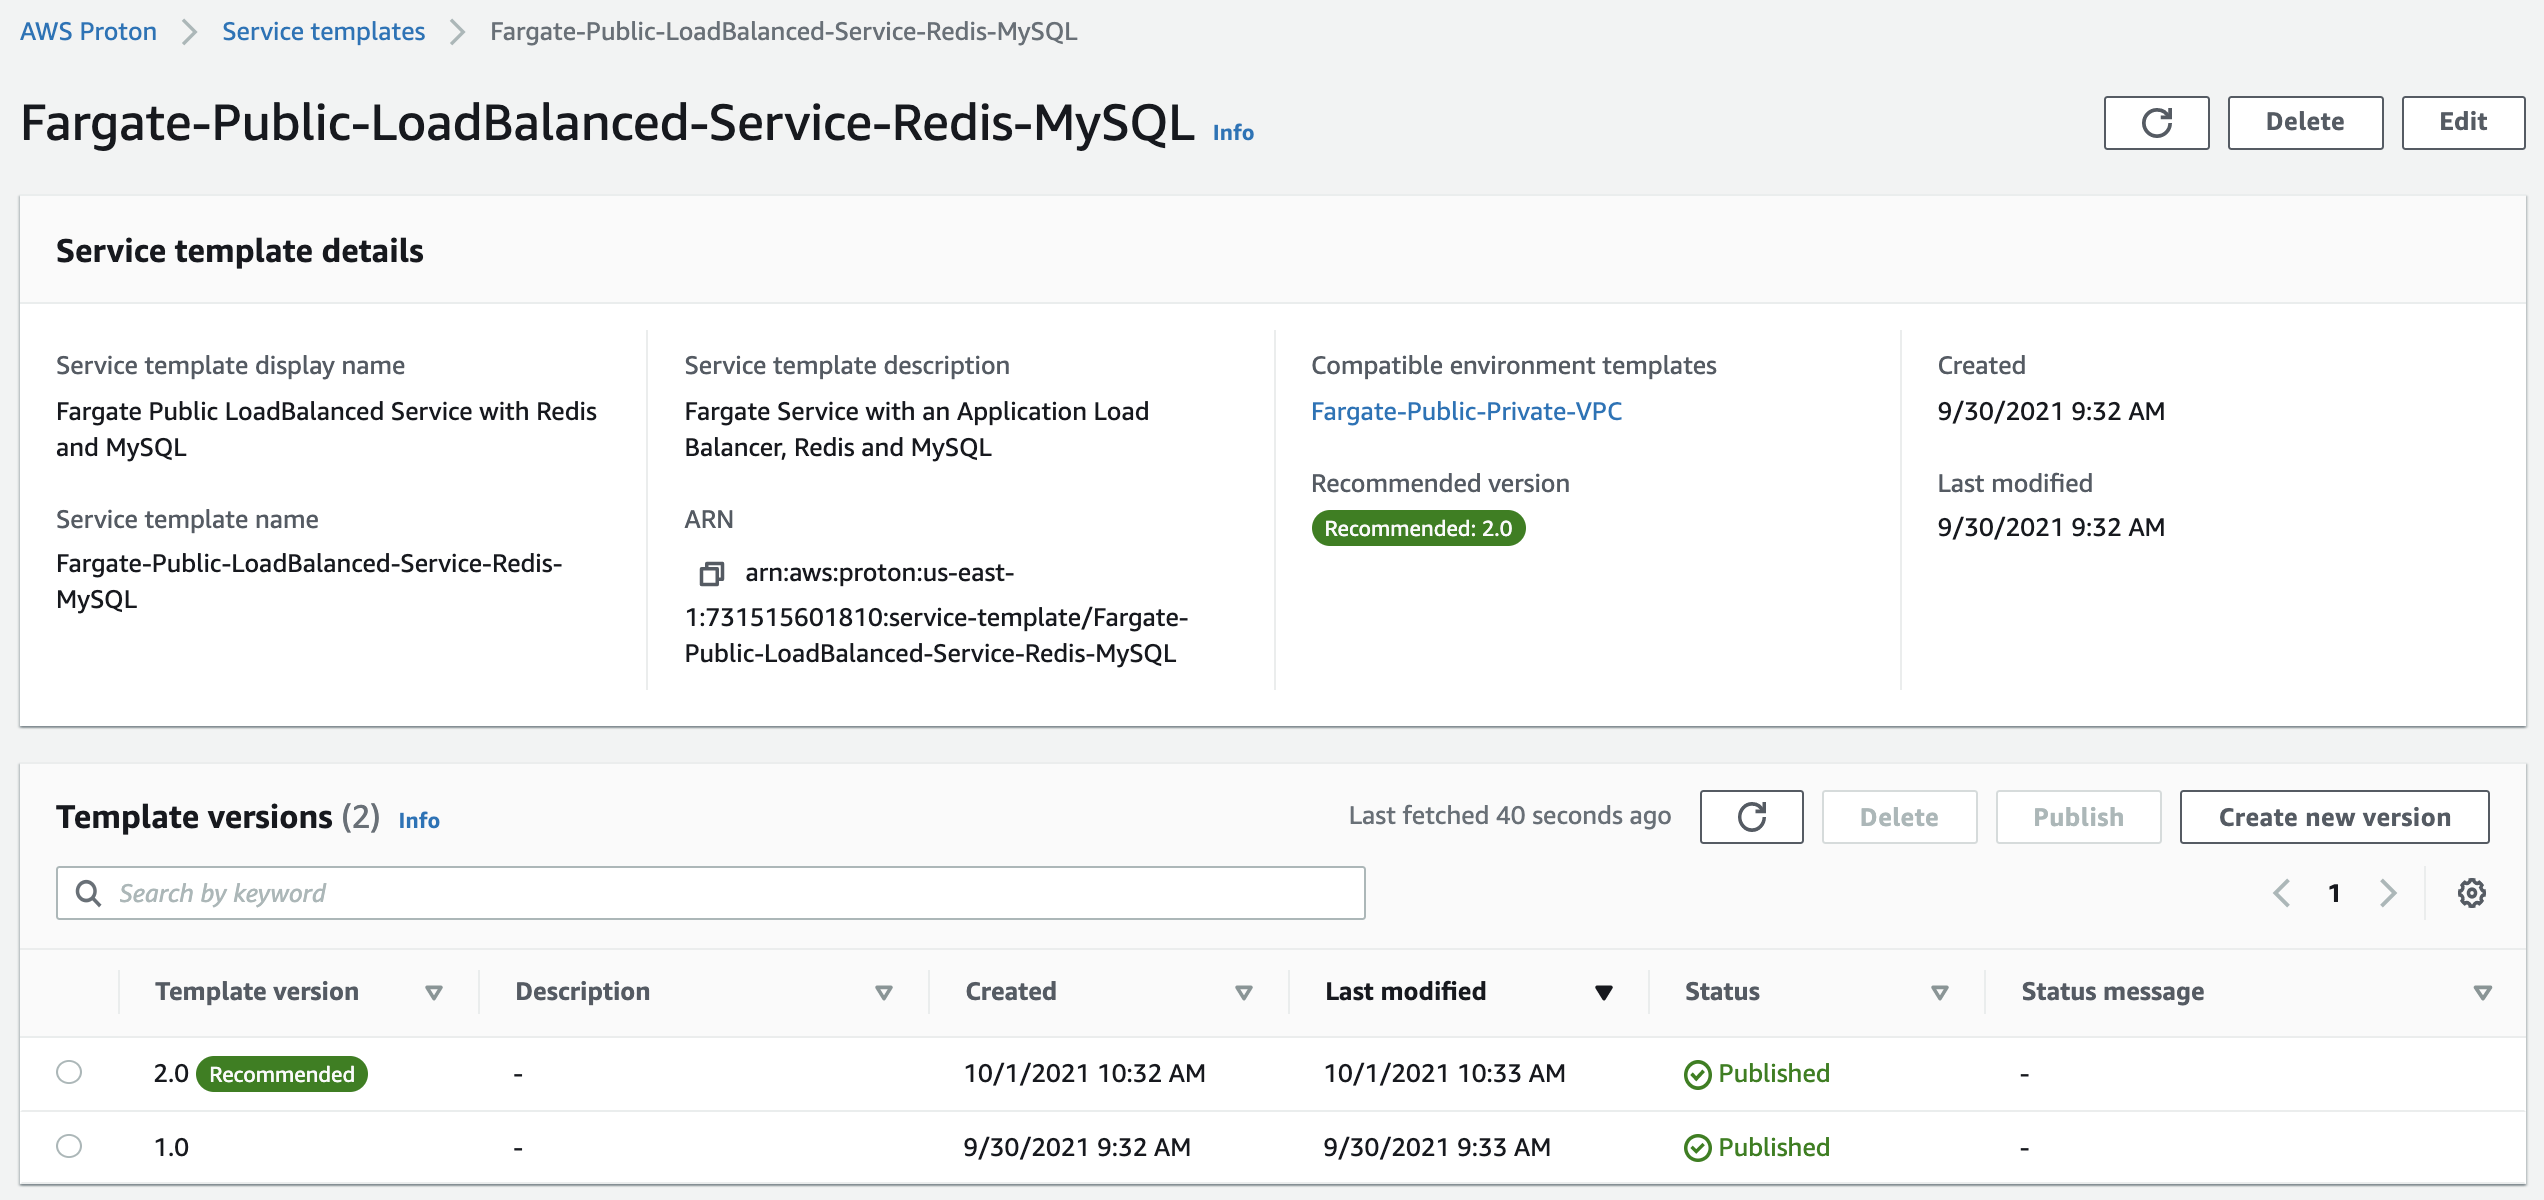 AWS Proton > Service templates > Fargate-Public-LoadBalanced-Service-Redis-MySQL
Fargate-Public-LoadBalanced-Service-Redis-MySQL Info
Delete
Edit
Service template details
Service template display name
Fargate Public LoadBalanced Service with Redis
and MySQL
Service template name
Fargate-Public-LoadBalanced-Service-Redis-
MySQL
Service template description
Fargate Service with an Application Load
Balancer, Redis and MySQL
ARN
arn:aws:proton:us-east-
1:731515601810:service-template/Fargate-
Public-LoadBalanced-Service-Redis-MySQL
Compatible environment templates
Fargate-Public-Private-VPC
Recommended version
Recommended: 2.0
Created
9/30/2021 9:32 AM
Last modified
9/30/2021 9:32 AM
Template versions (2) Info
Last fetched 40 seconds ago
Delete
Publish
Create new version
Search by keyword
1
Template version Description Created Last modified Status Status message
2.0 Recommended - 10/1/2021 10:32 AM 10/1/2021 10:33 AM Published -
1.0 - 9/30/2021 9:32 AM 9/30/2021 9:33 AM Published -